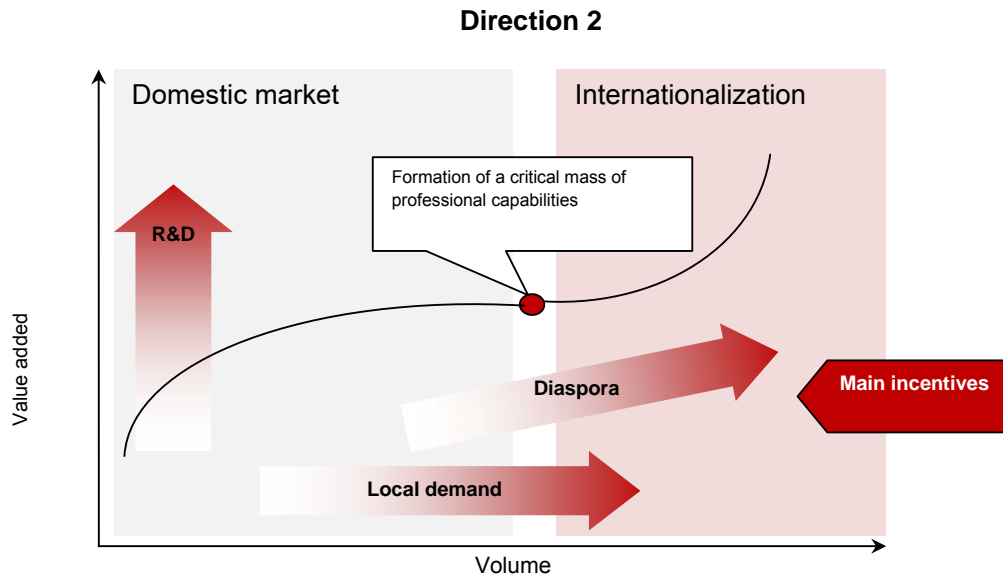 Direction 2
Domestic market
Internationalization
Formation of a critical mass of
professional capabilities
R&D
Value added
Diaspora
Main incentives
Local demand
Volume